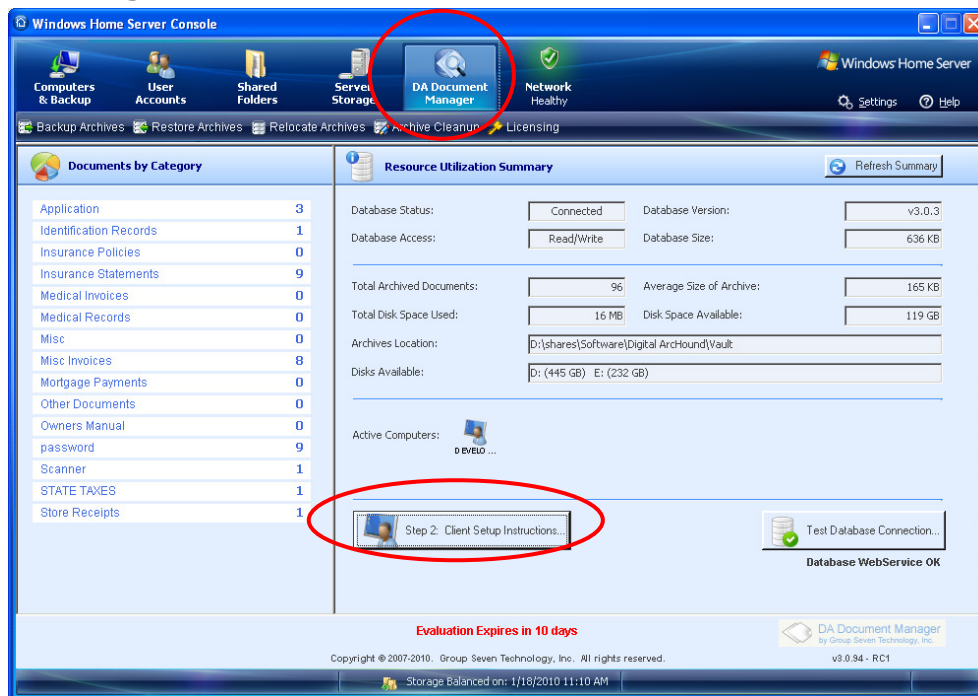 Windows Home Server Console
Computers & Backup
User Accounts
Shared Folders
Server Storage
DA Document Manager
Network Healthy
Windows Home Server
Settings
Help
Backup Archives
Restore Archives
Relocate Archives
Archive Cleanup
Licensing
Documents by Category
Application 3
Identification Records 1
Insurance Policies 0
Insurance Statements 9
Medical Invoices 0
Medical Records 0
Misc 0
Misc Invoices 8
Mortgage Payments 0
Other Documents 0
Owners Manual 0
password 9
Scanner 1
STATE TAXES 1
Store Receipts 1
Resource Utilization Summary
Refresh Summary
Database Status: Connected Database Version: v3.0.3
Database Access: Read/Write Database Size: 636 KB
Total Archived Documents: 96 Average Size of Archive: 165 KB
Total Disk Space Used: 16 MB Disk Space Available: 119 GB
Archives Location: D:\shares\Software\Digital ArcHound\Vault
Disks Available: D: (445 GB) E: (232 GB)
Active Computers:
DEVELO ...
Step 2: Client Setup Instructions...
Test Database Connection...
Database WebService OK
Evaluation Expires in 10 days
DA Document Manager
by Group Seven Technology, Inc.
Copyright © 2007-2010. Group Seven Technology, Inc. All rights reserved.
v3.0.94 - RC1
Storage Balanced on: 1/18/2010 11:10 AM